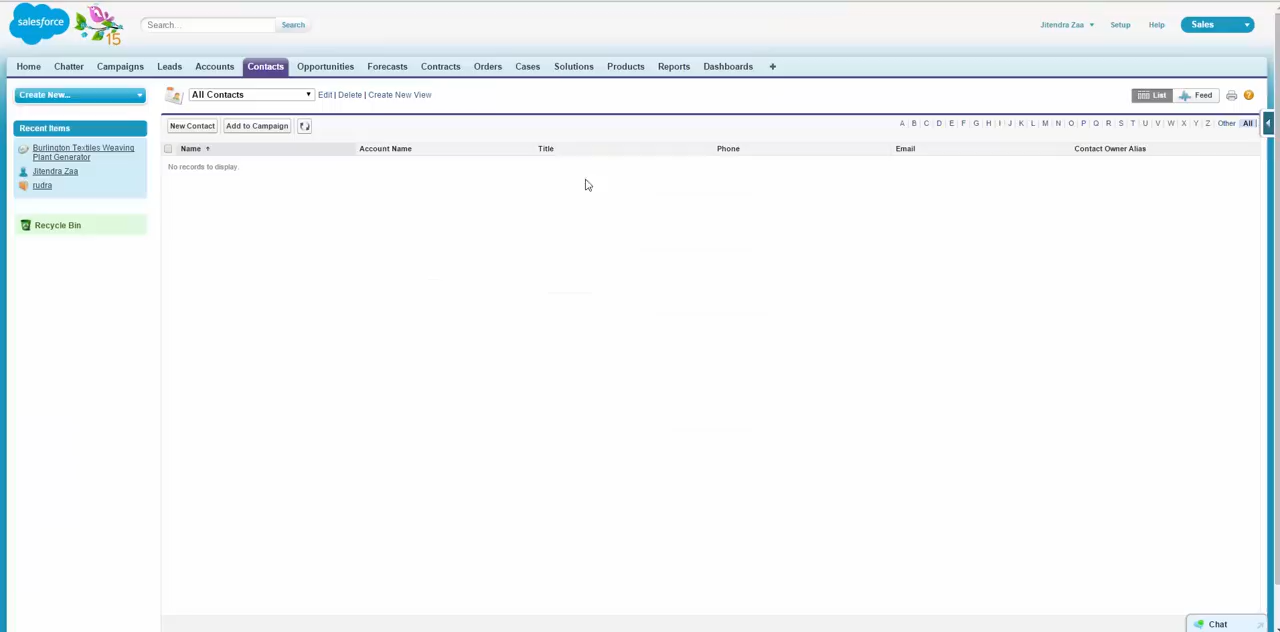 salesforce
15
Search...
Search
Jitendra Zaa
Setup
Help
Sales
Home Chatter Campaigns Leads Accounts Contacts Opportunities Forecasts Contracts Orders Cases Solutions Products Reports Dashboards +
Create New...
All Contacts
Edit | Delete | Create New View
List
Feed
?
Recent Items
New Contact
Add to Campaign
A | B | C | D | E | F | G | H | I | J | K | L | M | N | O | P | Q | R | S | T | U | V | W | X | Y | Z | Other | All
Name Account Name Title Phone Email Contact Owner Alias
Burlington Textiles Weaving
Plant Generator
No records to display.
Jitendra Zaa
rudra
Recycle Bin
Chat